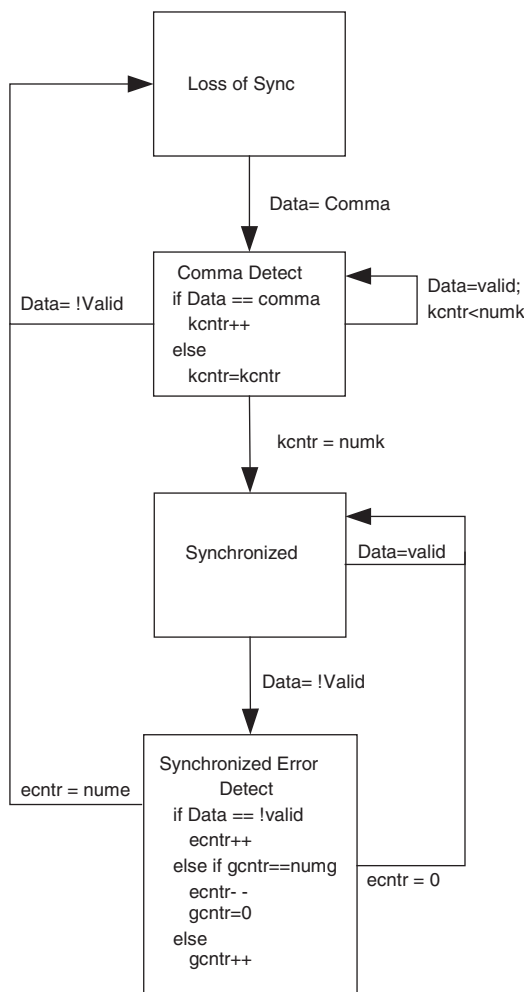 Loss of Sync
Data= Comma
Comma Detect
if Data == comma
kcntr++
else
kcntr=kcntr
Data= !Valid
Data=valid;
kcntr<numk
kcntr = numk
Synchronized
Data=valid
Data= !Valid
Synchronized Error
Detect
if Data == !valid
ecntr++
else if gcntr==numg
ecntr- -
gcntr=0
else
gcntr++
ecntr = nume
ecntr = 0